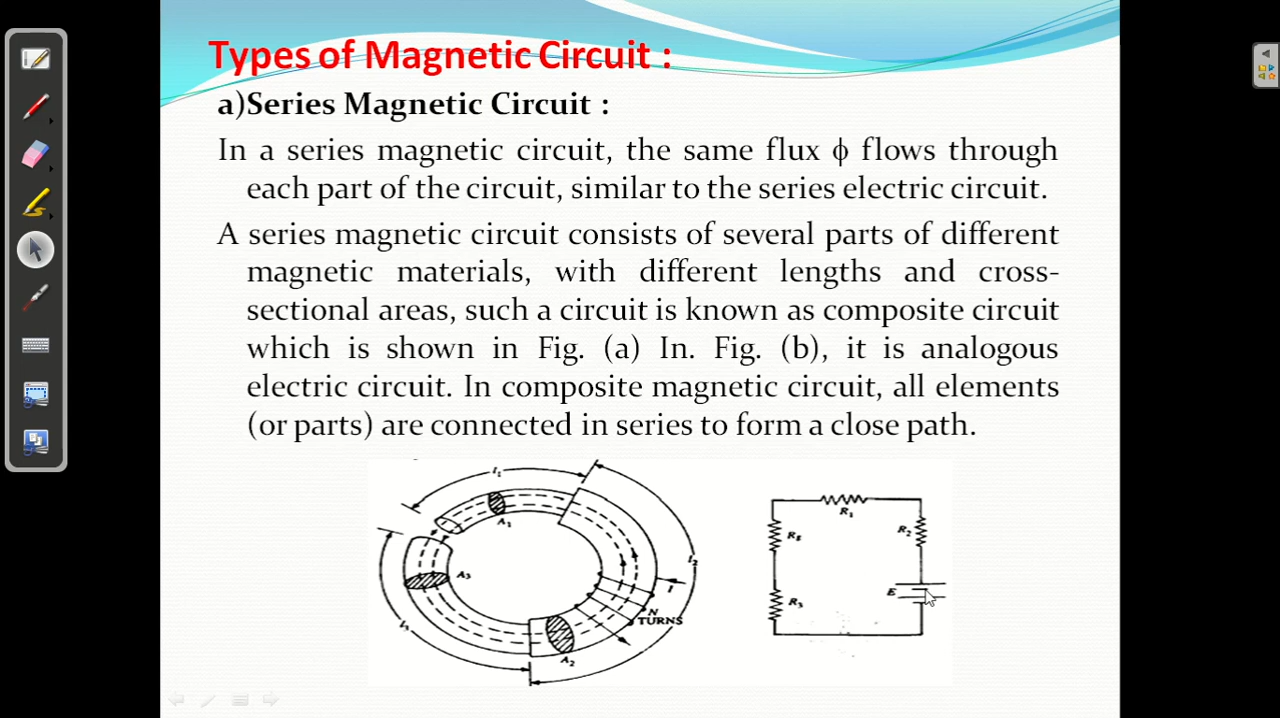 Types of Magnetic Circuit :
a)Series Magnetic Circuit :
In a series magnetic circuit, the same flux ϕ flows through
each part of the circuit, similar to the series electric circuit.
A series magnetic circuit consists of several parts of different
magnetic materials, with different lengths and cross-
sectional areas, such a circuit is known as composite circuit
which is shown in Fig. (a) In. Fig. (b), it is analogous
electric circuit. In composite magnetic circuit, all elements
(or parts) are connected in series to form a close path.
l₁
A₁
A₃
l₂
I
N
TURNS
l₃
A₂
R₁
R₂
Rg
E
R₃